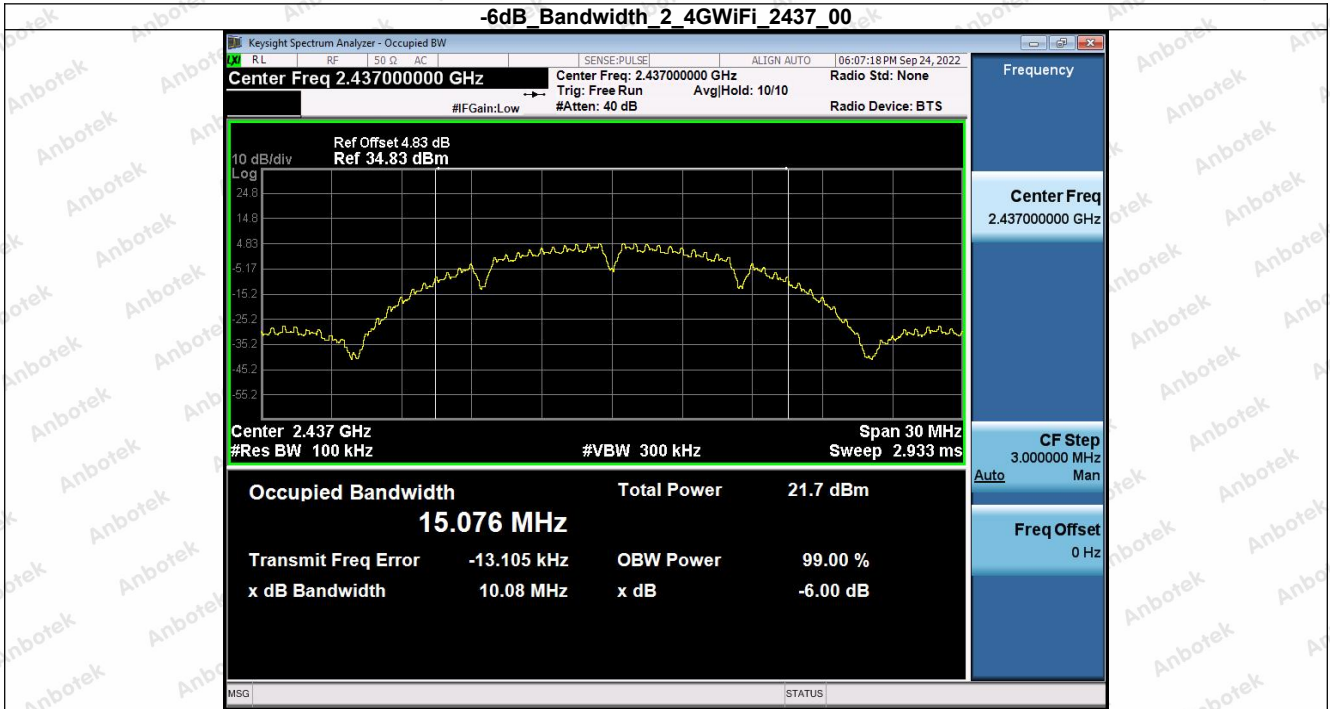 -6dB_Bandwidth_2_4GWiFi_2437_00
Keysight Spectrum Analyzer - Occupied BW
LXI RL RF 50 Ω AC SENSE:PULSE ALIGN AUTO 06:07:18 PM Sep 24, 2022
Center Freq 2.437000000 GHz
Center Freq: 2.437000000 GHz
Radio Std: None
Trig: Free Run Avg|Hold: 10/10
#IFGain:Low
#Atten: 40 dB
Radio Device: BTS
Ref Offset 4.83 dB
10 dB/div Ref 34.83 dBm
Log
24.8
14.8
4.83
-5.17
-15.2
-25.2
-35.2
-45.2
-55.2
Center 2.437 GHz Span 30 MHz
#Res BW 100 kHz #VBW 300 kHz Sweep 2.933 ms
Occupied Bandwidth Total Power 21.7 dBm
15.076 MHz
Transmit Freq Error -13.105 kHz OBW Power 99.00 %
x dB Bandwidth 10.08 MHz x dB -6.00 dB
MSG STATUS
Frequency
Center Freq
2.437000000 GHz
CF Step
3.000000 MHz
Auto Man
Freq Offset
0 Hz
Anbotek